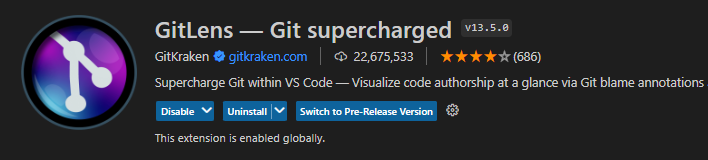 GitLens — Git supercharged v13.5.0
GitKraken gitkraken.com 22,675,533 (686)
Supercharge Git within VS Code — Visualize code authorship at a glance via Git blame annotations
Disable Uninstall Switch to Pre-Release Version
This extension is enabled globally.